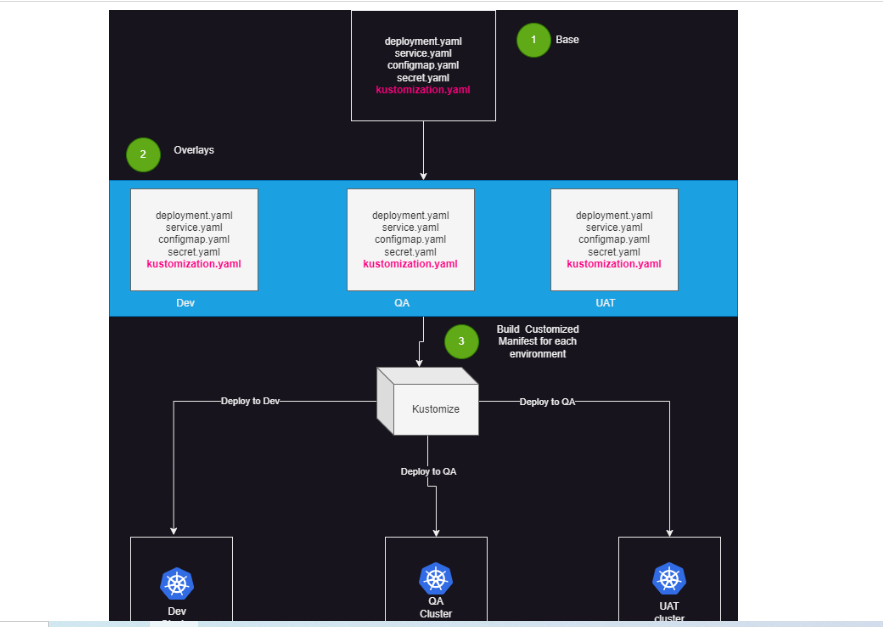 deployment.yaml
service.yaml
configmap.yaml
secret.yaml
kustomization.yaml
1
Base
2
Overlays
deployment.yaml
service.yaml
configmap.yaml
secret.yaml
kustomization.yaml
Dev
deployment.yaml
service.yaml
configmap.yaml
secret.yaml
kustomization.yaml
QA
deployment.yaml
service.yaml
configmap.yaml
secret.yaml
kustomization.yaml
UAT
3
Build Customized
Manifest for each
environment
Kustomize
Deploy to Dev
Deploy to QA
Deploy to QA
Dev
QA
Cluster
UAT
cluster